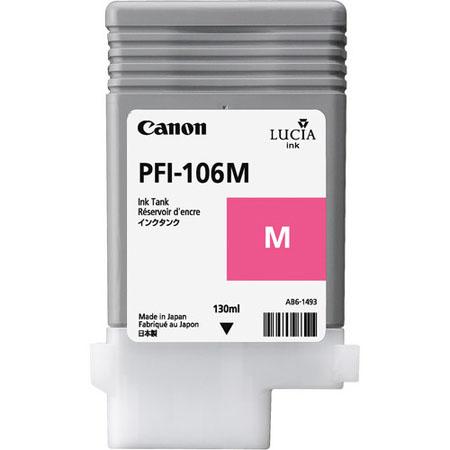 Canon
LUCIA
ink
PFI-106M
Ink Tank
Réservoir d'encre
インクタンク
M
AB6-1493
Made in Japan
Fabriqué au Japon
日本製
130ml